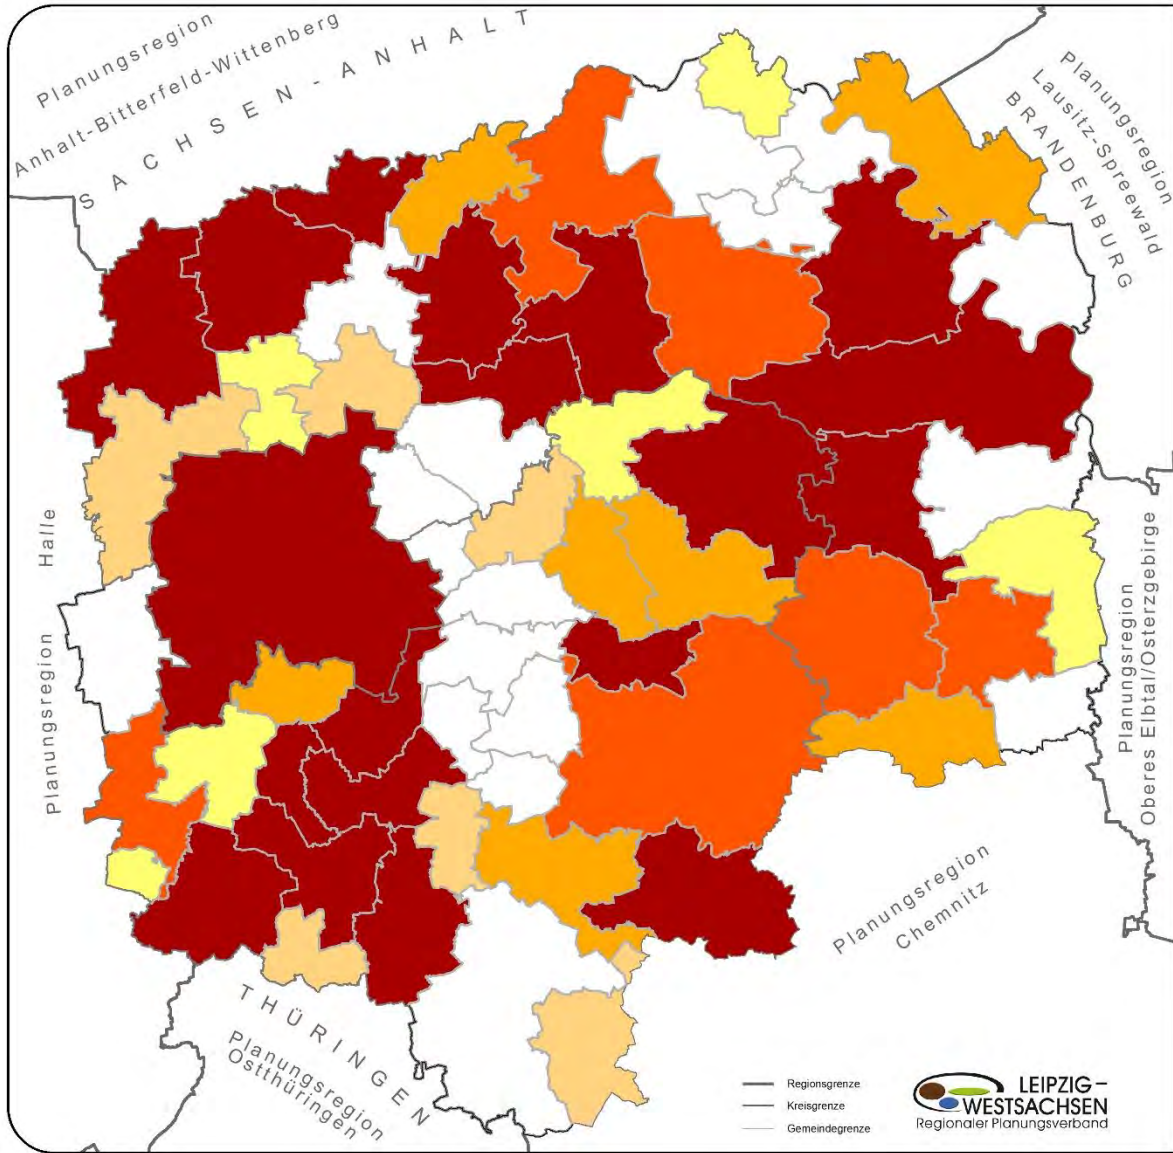 Planungsregion
Anhalt-Bitterfeld-Wittenberg
SACHSEN-ANHALT
Planungsregion
Lausitz-Spreewald
BRANDENBURG
Planungsregion Halle
Planungsregion
Oberes Elbtal/Osterzgebirge
Planungsregion
Chemnitz
THÜRINGEN
Planungsregion
Ostthüringen
Regionsgrenze
Kreisgrenze
Gemeindegrenze
LEIPZIG–
WESTSACHSEN
Regionaler Planungsverband